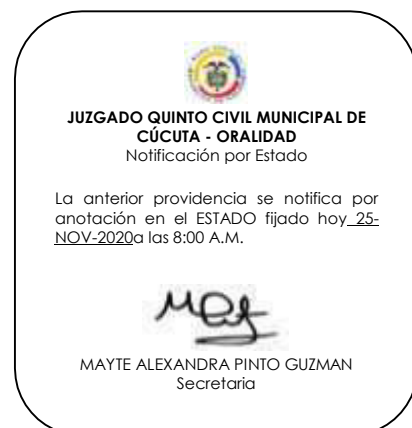 JUZGADO QUINTO CIVIL MUNICIPAL DE
CÚCUTA - ORALIDAD
Notificación por Estado
La anterior providencia se notifica por
anotación en el ESTADO fijado hoy 25-
NOV-2020a las 8:00 A.M.
MAYTE ALEXANDRA PINTO GUZMAN
Secretaria